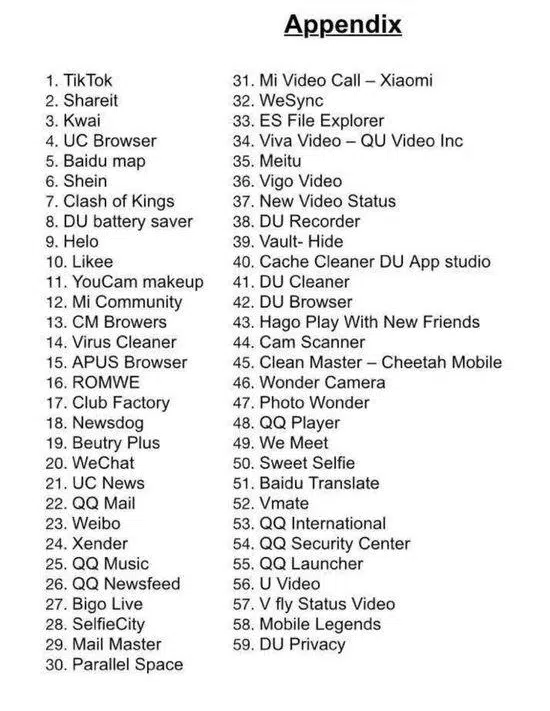 Appendix
1. TikTok
2. Shareit
3. Kwai
4. UC Browser
5. Baidu map
6. Shein
7. Clash of Kings
8. DU battery saver
9. Helo
10. Likee
11. YouCam makeup
12. Mi Community
13. CM Browers
14. Virus Cleaner
15. APUS Browser
16. ROMWE
17. Club Factory
18. Newsdog
19. Beutry Plus
20. WeChat
21. UC News
22. QQ Mail
23. Weibo
24. Xender
25. QQ Music
26. QQ Newsfeed
27. Bigo Live
28. SelfieCity
29. Mail Master
30. Parallel Space
31. Mi Video Call – Xiaomi
32. WeSync
33. ES File Explorer
34. Viva Video – QU Video Inc
35. Meitu
36. Vigo Video
37. New Video Status
38. DU Recorder
39. Vault- Hide
40. Cache Cleaner DU App studio
41. DU Cleaner
42. DU Browser
43. Hago Play With New Friends
44. Cam Scanner
45. Clean Master – Cheetah Mobile
46. Wonder Camera
47. Photo Wonder
48. QQ Player
49. We Meet
50. Sweet Selfie
51. Baidu Translate
52. Vmate
53. QQ International
54. QQ Security Center
55. QQ Launcher
56. U Video
57. V fly Status Video
58. Mobile Legends
59. DU Privacy